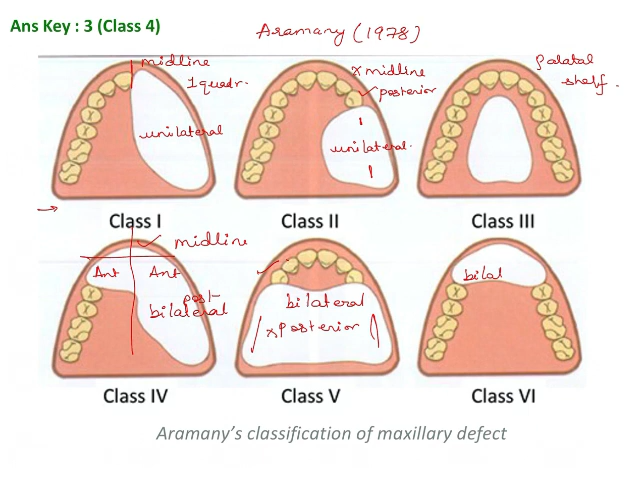 Ans Key : 3 (Class 4)
Aramany (1978)
midline
1 quadr.
unilateral
x midline
✓ posterior
unilateral.
palatal
shelf.
Class I
Class II
Class III
✓ midline
Ant Ant
post
bilateral
bilateral
x Posterior
bilal
Class IV
Class V
Class VI
Aramany's classification of maxillary defect